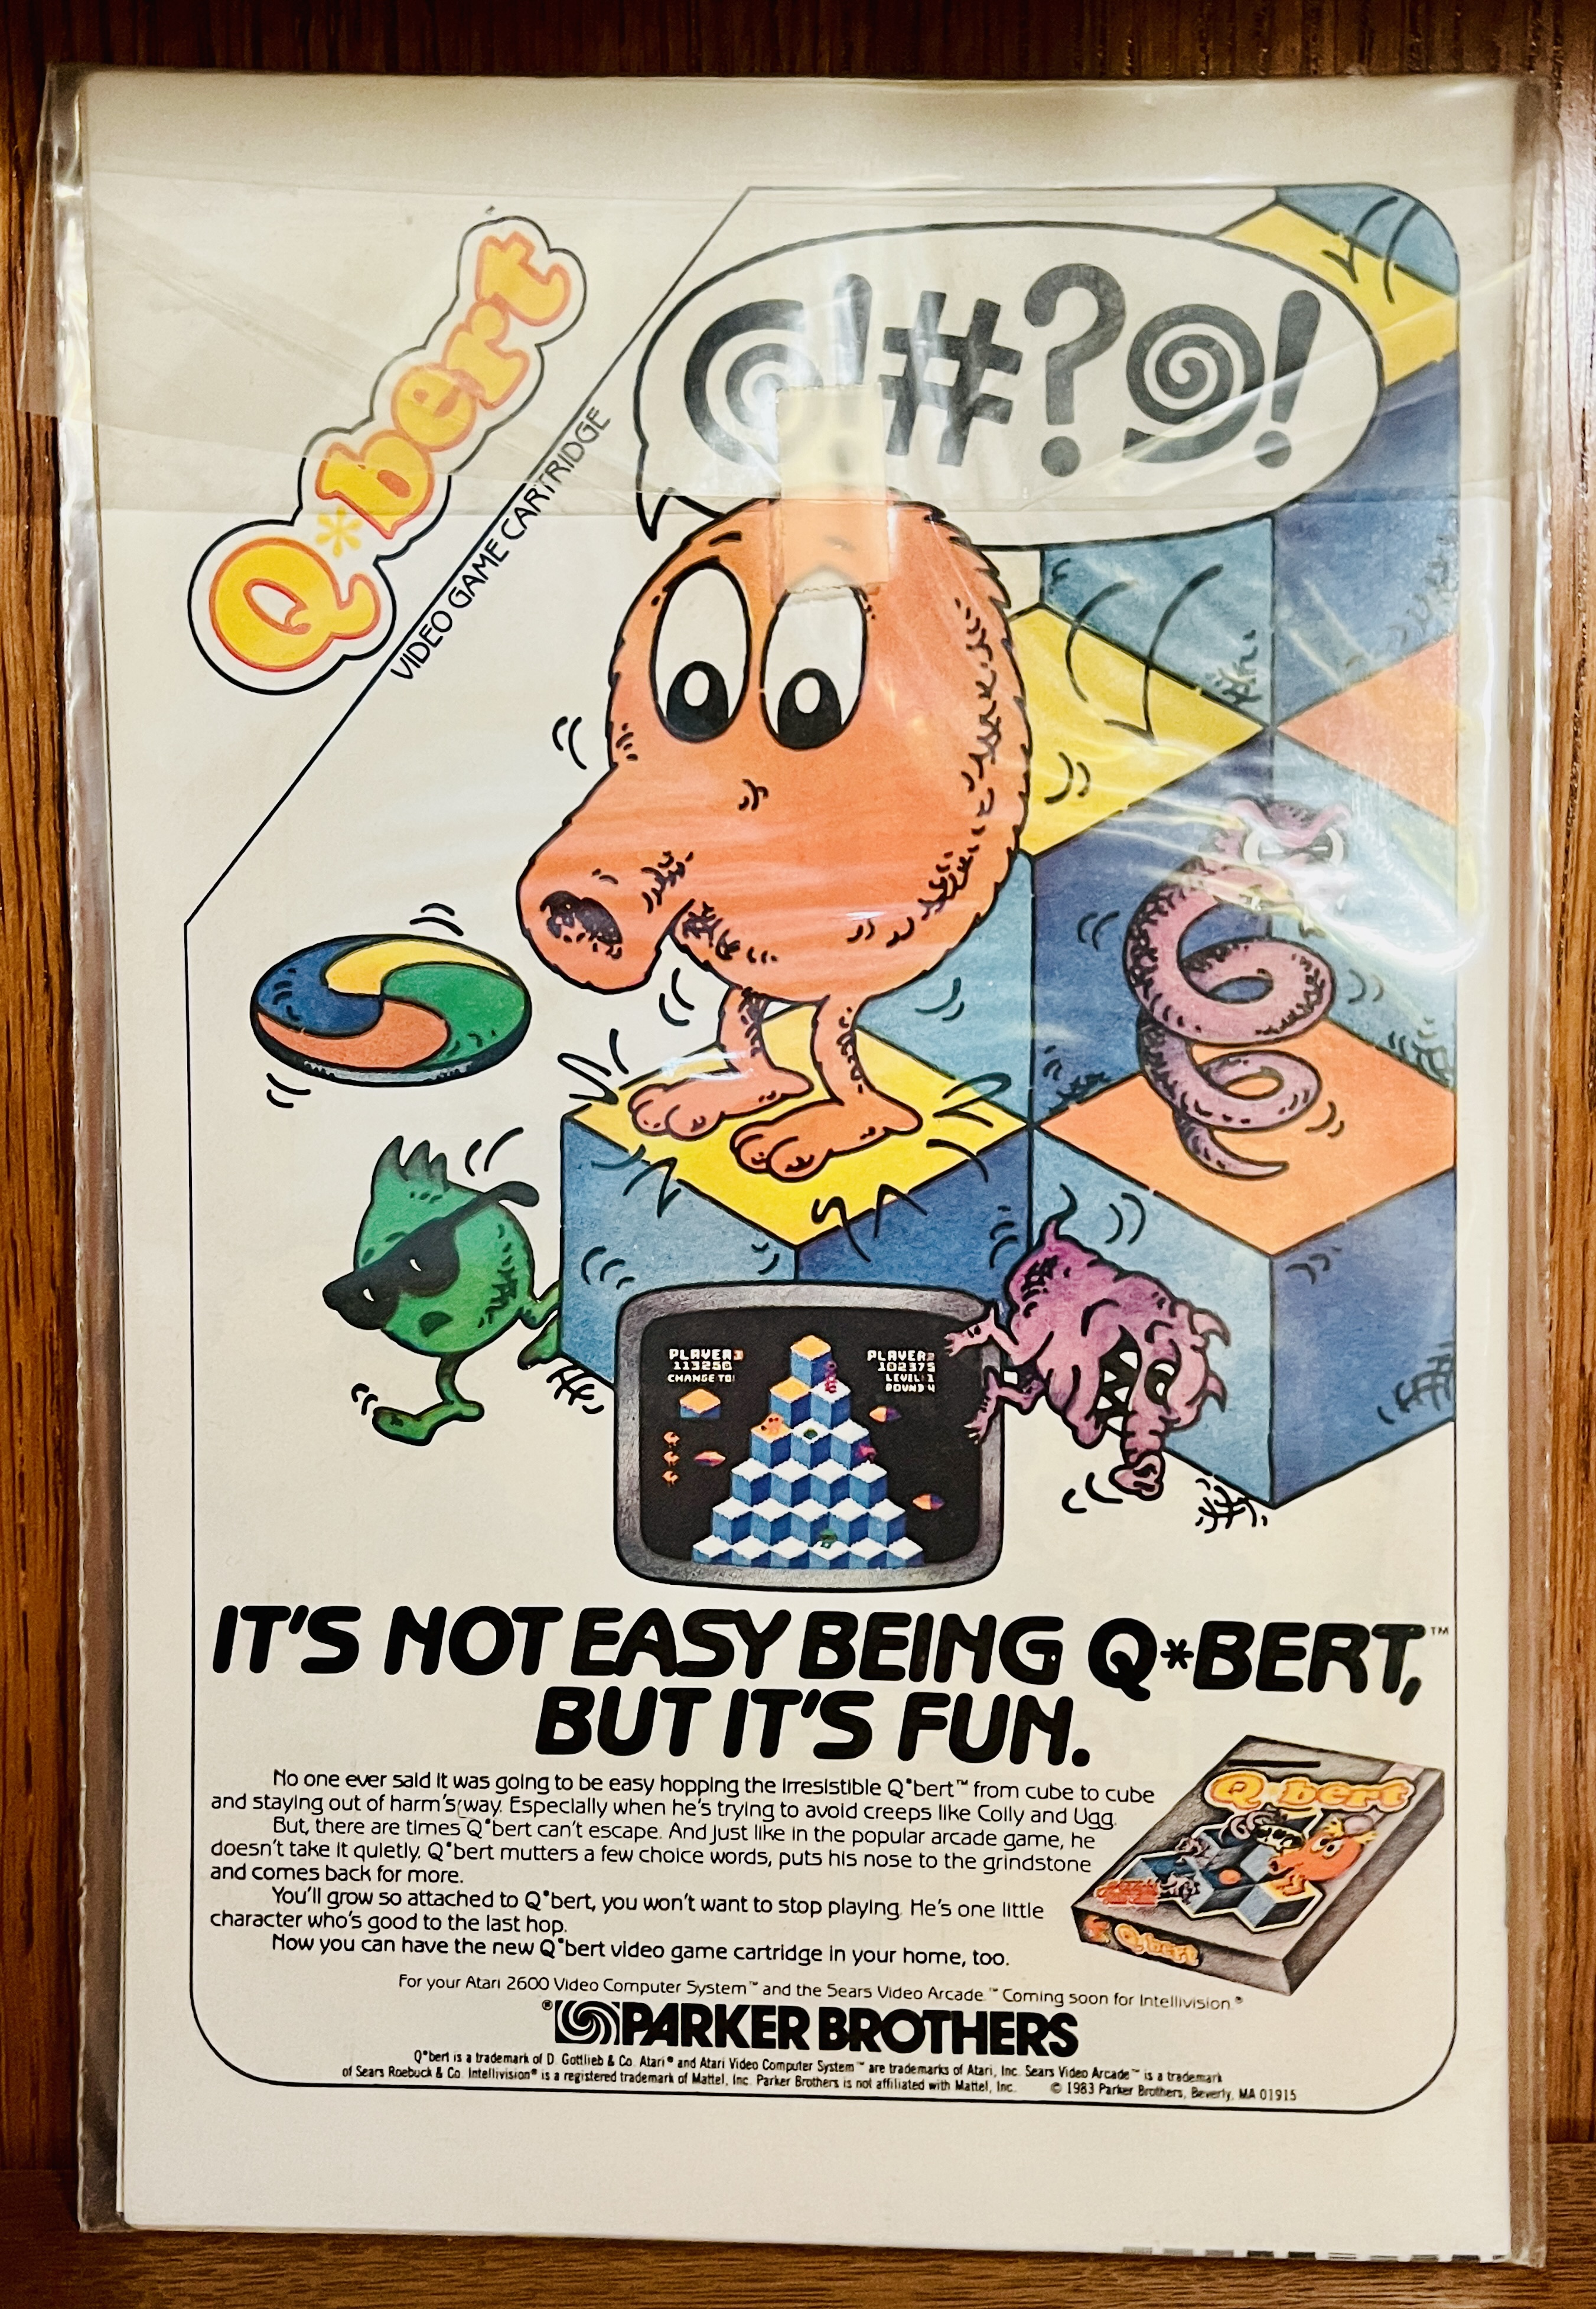 Q*bert
VIDEO GAME CARTRIDGE
@!#?@!
PLAYER1
113250
CHANGE TO:
PLAYER2
102375
LEVEL:1
ROUND 4
IT'S NOT EASY BEING Q*BERT,™
BUT IT'S FUN.
No one ever said it was going to be easy hopping the irresistible Q*bert™ from cube to cube
and staying out of harm's way. Especially when he's trying to avoid creeps like Coily and Ugg.
But, there are times Q*bert can't escape. And just like in the popular arcade game, he
doesn't take it quietly. Q*bert mutters a few choice words, puts his nose to the grindstone
and comes back for more.
You'll grow so attached to Q*bert, you won't want to stop playing. He's one little
character who's good to the last hop.
Now you can have the new Q*bert video game cartridge in your home, too.
Q*bert
Q*bert
For your Atari 2600 Video Computer System™ and the Sears Video Arcade.™ Coming soon for Intellivision.®
® PARKER BROTHERS
Q*bert is a trademark of D. Gottlieb & Co. Atari® and Atari Video Computer System™ are trademarks of Atari, Inc. Sears Video Arcade™ is a trademark
of Sears Roebuck & Co. Intellivision® is a registered trademark of Mattel, Inc. Parker Brothers is not affiliated with Mattel, Inc. © 1983 Parker Brothers, Beverly, MA 01915